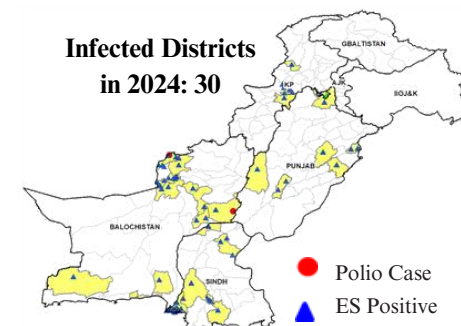 Infected Districts
in 2024: 30
GBALTISTAN
KP
AJK
IIOJ&K
PUNJAB
BALOCHISTAN
SINDH
Polio Case
ES Positive